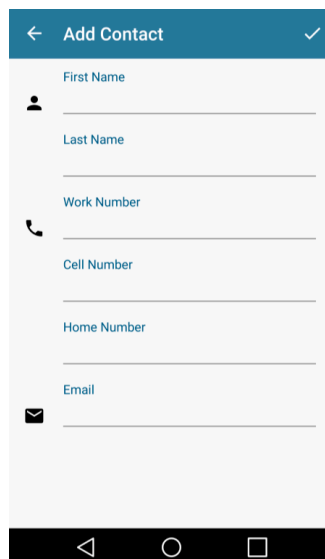 Add Contact
First Name
Last Name
Work Number
Cell Number
Home Number
Email